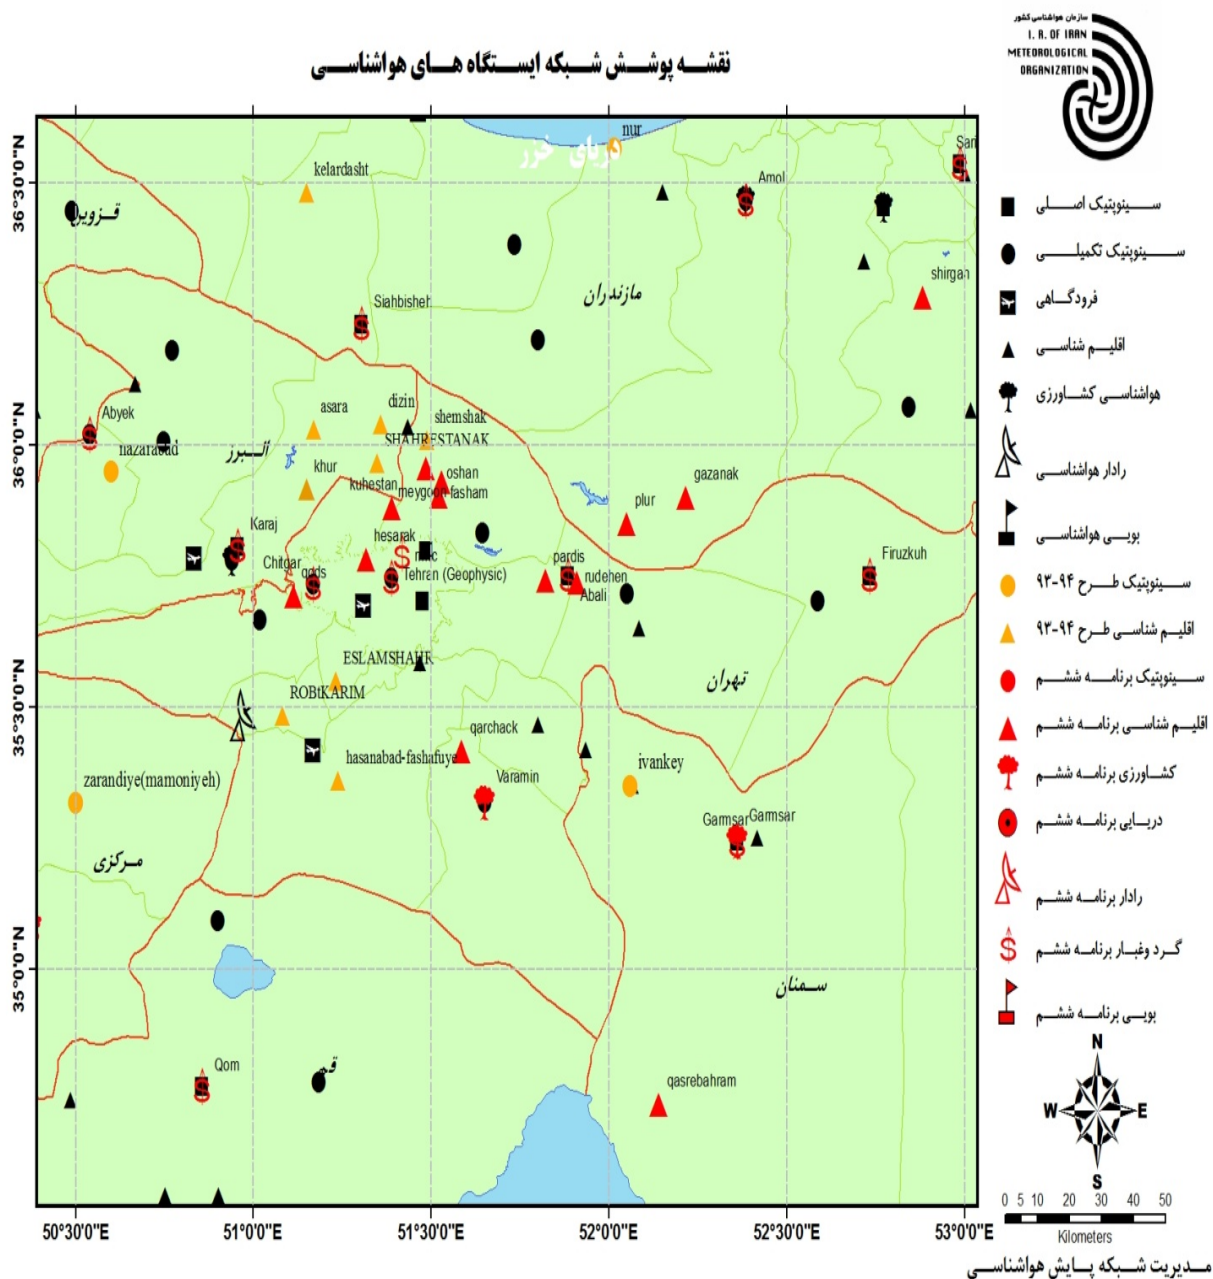 نقشه پوشش شبکه ایستگاه های هواشناسی
سازمان هواشناسی کشور
I. R. OF IRAN
METEOROLOGICAL
ORGANIZATION
nur
دریای خزر
Sari
kelardasht
Amol
قزوین
shirgah
مازندران
Siahbisheh
Abyek
asara
dizin
shemshak
nazarabad
البرز
SHAHRESTANAK
khur
kuhestan
oshan
meygoon
fasham
gazanak
plur
Karaj
hesarak
Chitgar
qods
Tehran (Geophysic)
pardis
rudehen
Abali
Firuzkuh
ESLAMSHAHR
ROBtKARIM
تهران
qarchack
hasanabad-fashafuye
zarandiye(mamoniyeh)
Varamin
ivankey
Garmsar
Garmsar
مرکزی
سمنان
Qom
قم
qasrebahram
36°30'0"N
36°0'0"N
35°30'0"N
35°0'0"N
50°30'0"E
51°0'0"E
51°30'0"E
52°0'0"E
52°30'0"E
53°0'0"E
سینوپتیک اصلی
سینوپتیک تکمیلی
فرودگاهی
اقلیم شناسی
هواشناسی کشاورزی
رادار هواشناسی
بویی هواشناسی
سینوپتیک طرح ۹۴-۹۳
اقلیم شناسی طرح ۹۴-۹۳
سینوپتیک برنامه ششم
اقلیم شناسی برنامه ششم
کشاورزی برنامه ششم
دریایی برنامه ششم
رادار برنامه ششم
گرد وغبار برنامه ششم
بویی برنامه ششم
N
W
E
S
0 5 10 20 30 40 50
Kilometers
مدیریت شبکه پایش هواشناسی